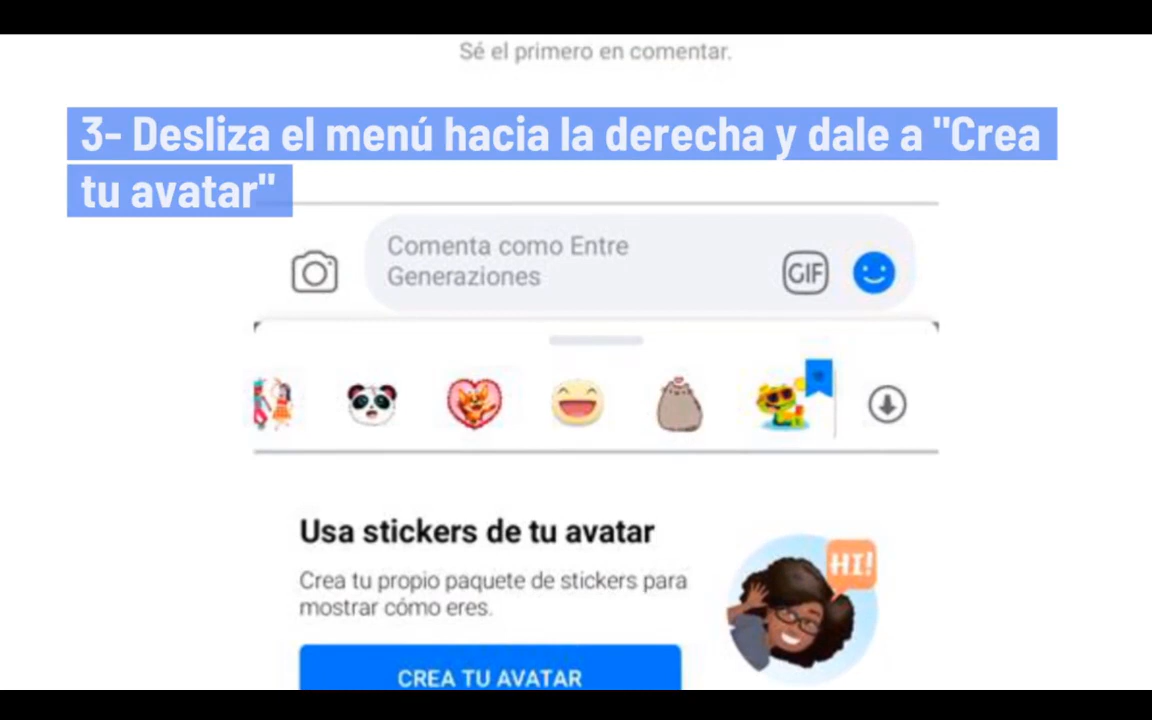 Sé el primero en comentar.
3- Desliza el menú hacia la derecha y dale a "Crea
tu avatar"
Comenta como Entre
Generaziones
GIF
Usa stickers de tu avatar
Crea tu propio paquete de stickers para
mostrar cómo eres.
HI!
CREA TU AVATAR